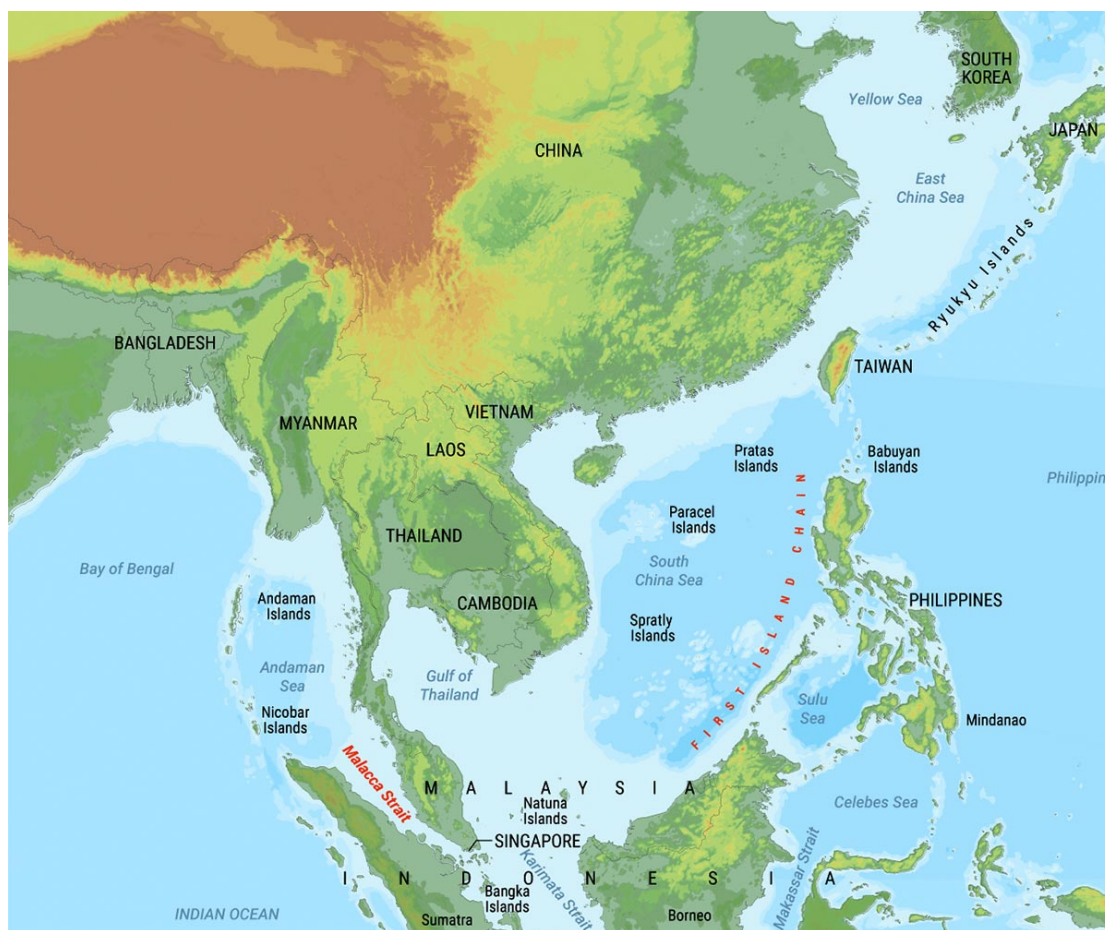 SOUTH
KOREA
Yellow Sea
JAPAN
CHINA
East
China Sea
Ryukyu Islands
BANGLADESH
TAIWAN
VIETNAM
MYANMAR
LAOS
Pratas
Islands
Babuyan
Islands
Philippin
Paracel
Islands
THAILAND
South
China Sea
FIRST ISLAND CHAIN
Bay of Bengal
Andaman
Islands
CAMBODIA
PHILIPPINES
Spratly
Islands
Andaman
Sea
Gulf of
Thailand
Sulu
Sea
Nicobar
Islands
Mindanao
Malacca Strait
MALAYSIA
Natuna
Islands
Celebes Sea
SINGAPORE
Karimata Strait
Makassar Strait
INDONESIA
Bangka
Islands
INDIAN OCEAN
Sumatra
Borneo